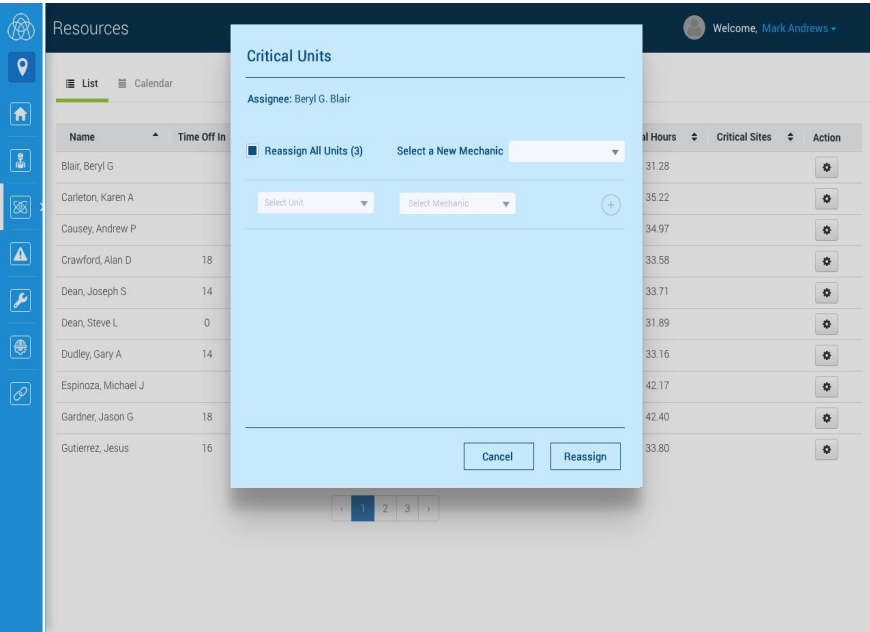 Resources
Welcome, Mark Andrews
List Calendar
Critical Units
Assignee: Beryl G. Blair
Reassign All Units (3) Select a New Mechanic
Select Unit Select Mechanic
Cancel Reassign
Name Time Off In al Hours Critical Sites Action
Blair, Beryl G 31.28
Carleton, Karen A 35.22
Causey, Andrew P 34.97
Crawford, Alan D 18 33.58
Dean, Joseph S 14 33.71
Dean, Steve L 0 31.89
Dudley, Gary A 14 33.16
Espinoza, Michael J 42.17
Gardner, Jason G 18 42.40
Gutierrez, Jesus 16 33.80
‹ 1 2 3 ›